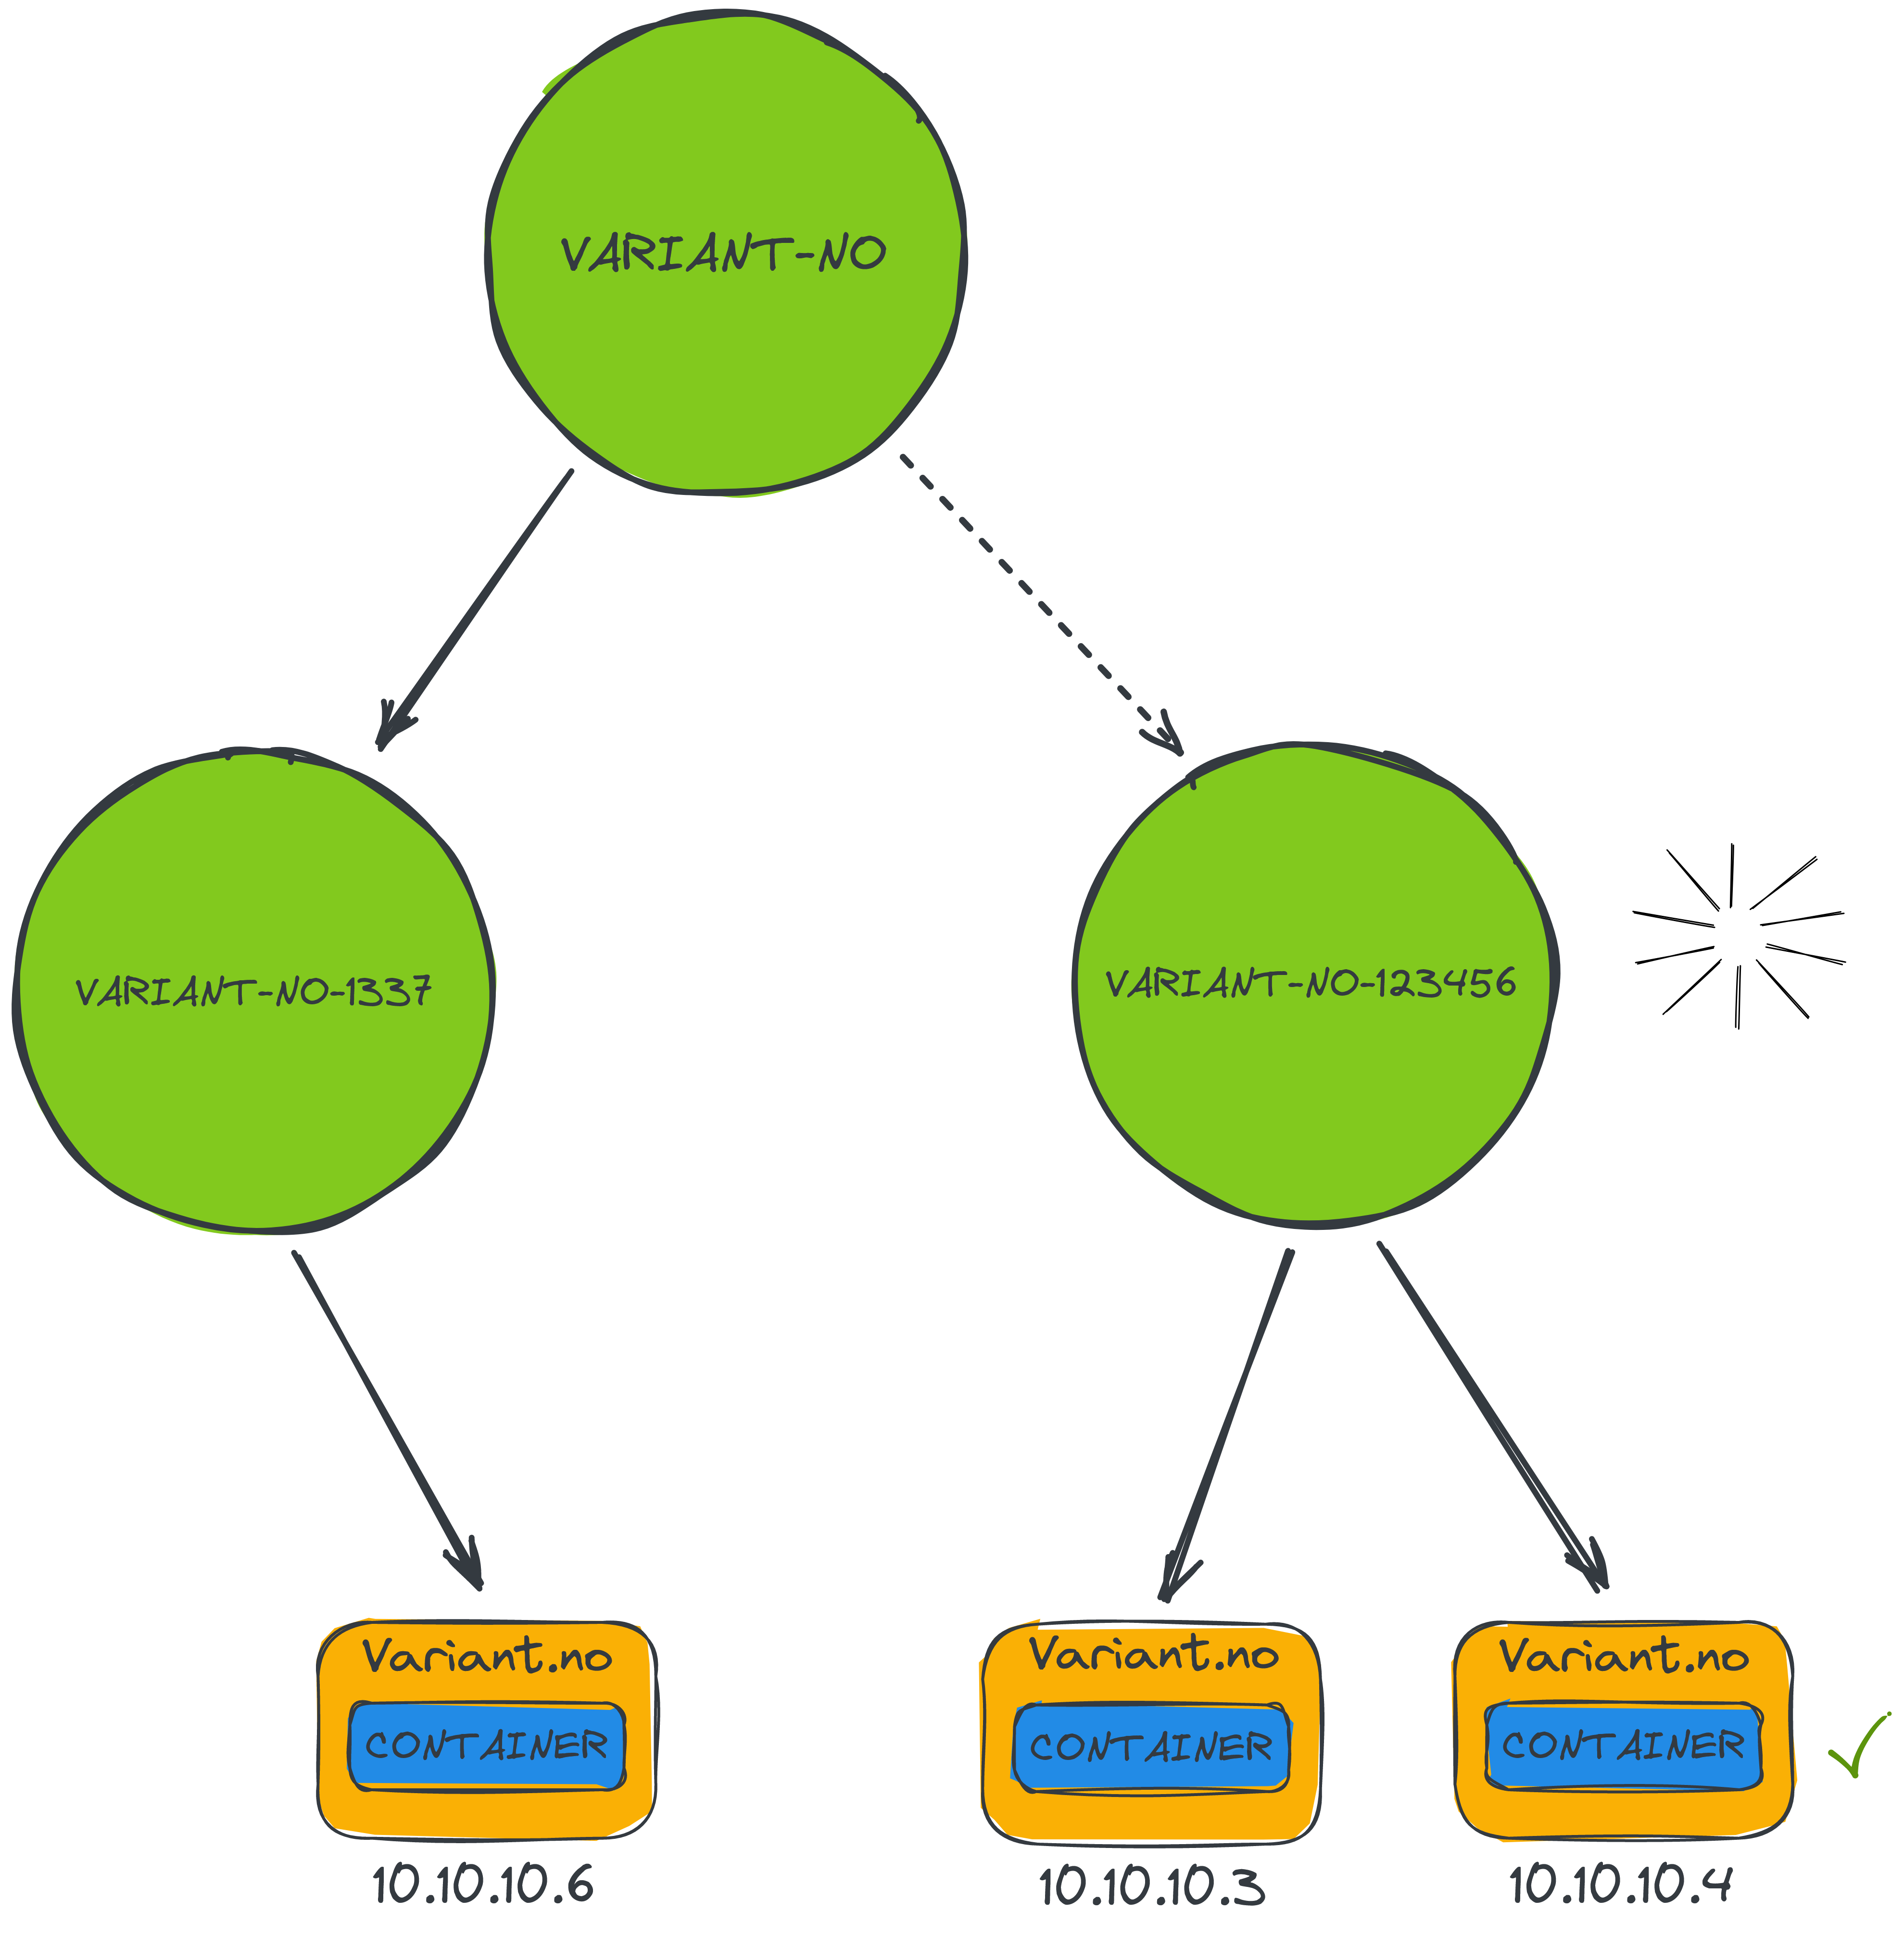 VARIANT-NO
VARIANT-NO-1337
VARIANT-NO-123456
Variant.no
CONTAINER
10.10.10.6
Variant.no
CONTAINER
10.10.10.3
Variant.no
CONTAINER
10.10.10.4